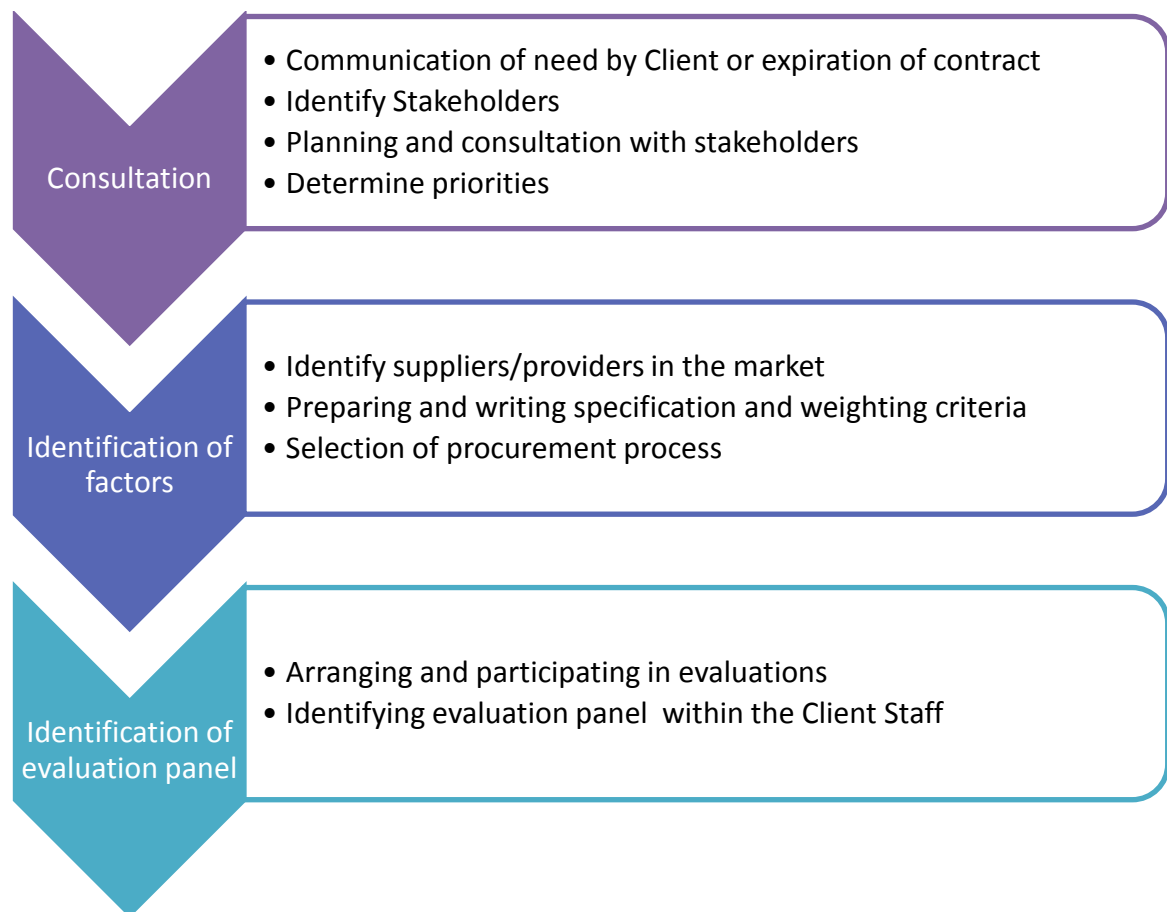 Consultation
• Communication of need by Client or expiration of contract
• Identify Stakeholders
• Planning and consultation with stakeholders
• Determine priorities
Identification of
factors
• Identify suppliers/providers in the market
• Preparing and writing specification and weighting criteria
• Selection of procurement process
Identification of
evaluation panel
• Arranging and participating in evaluations
• Identifying evaluation panel  within the Client Staff